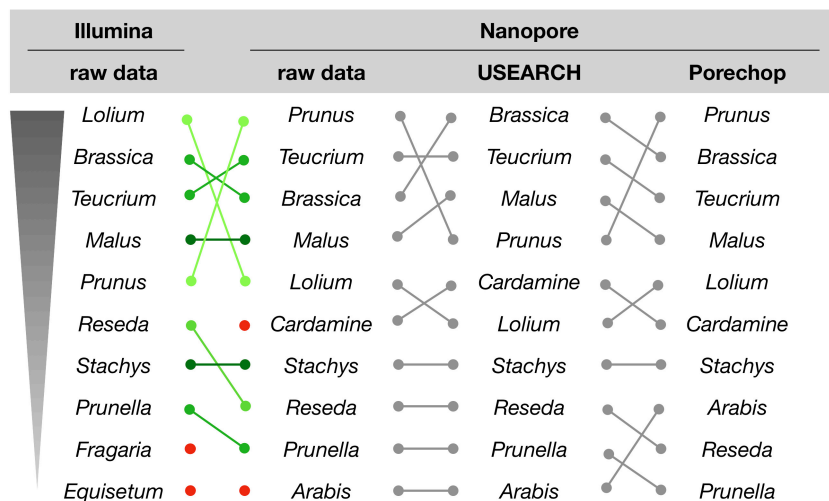 Illumina Nanopore
raw data raw data USEARCH Porechop
Lolium Prunus Brassica Prunus
Brassica Teucrium Teucrium Brassica
Teucrium Brassica Malus Teucrium
Malus Malus Prunus Malus
Prunus Lolium Cardamine Lolium
Reseda Cardamine Lolium Cardamine
Stachys Stachys Stachys Stachys
Prunella Reseda Reseda Arabis
Fragaria Prunella Prunella Reseda
Equisetum Arabis Arabis Prunella